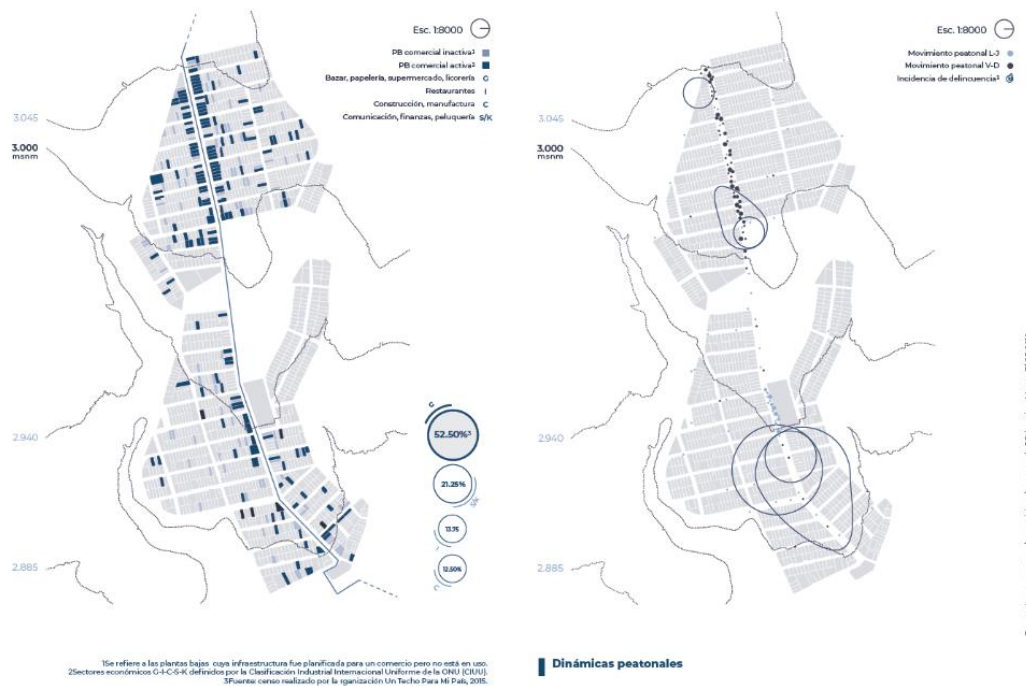 Esc. 1:8000
PB comercial inactiva¹
PB comercial activa²
Bazar, papelería, supermercado, licorería G
Restaurantes I
Construcción, manufactura C
Comunicación, finanzas, peluquería S/K
3.045
3.000
msnm
2.940
2.885
G
52.50%³
21.25%
S/K
13.75
12.50%
C
1Se refiere a las plantas bajas cuya infraestructura fue planificada para un comercio pero no está en uso.
2Sectores económicos G-I-C-S-K definidos por la Clasificación Industrial Internacional Uniforme de la ONU (CIUU).
3Fuente: censo realizado por la rganización Un Techo Para Mi País, 2015.
Esc. 1:8000
Movimiento peatonal L-J
Movimiento peatonal V-D
Incidencia de delincuencia³
3.045
3.000
msnm
2.940
2.885
Dinámicas peatonales